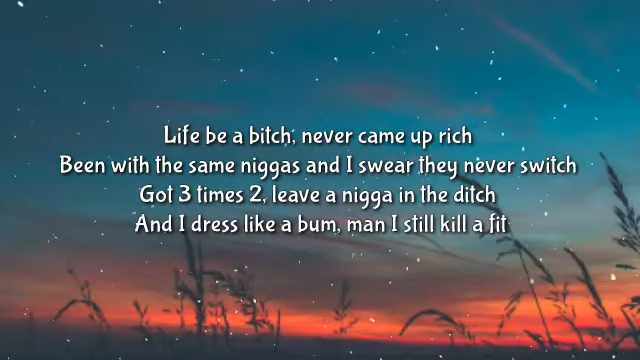 Life be a bitch, never came up rich
Been with the same niggas and I swear they never switch
Got 3 times 2, leave a nigga in the ditch
And I dress like a bum, man I still kill a fit